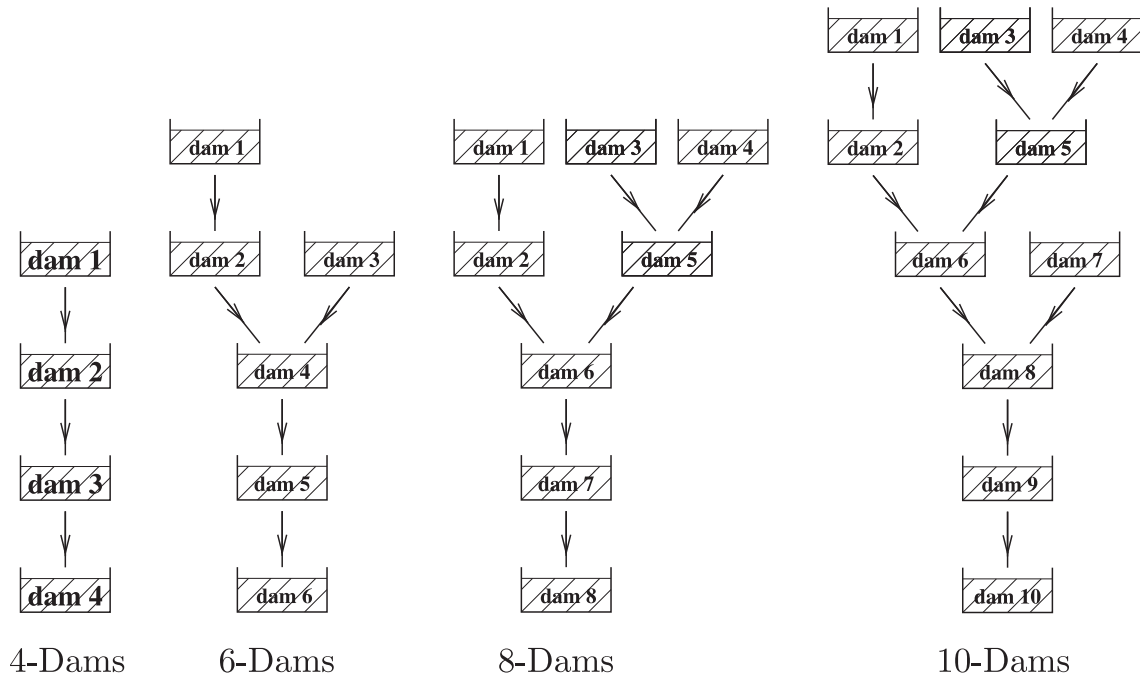 dam 1 dam 3 dam 4
dam 1 dam 1 dam 3 dam 4 dam 2 dam 5
dam 1 dam 2 dam 3 dam 2 dam 5 dam 6 dam 7
dam 2 dam 4 dam 6 dam 8
dam 3 dam 5 dam 7 dam 9
dam 4 dam 6 dam 8 dam 10
4-Dams 6-Dams 8-Dams 10-Dams